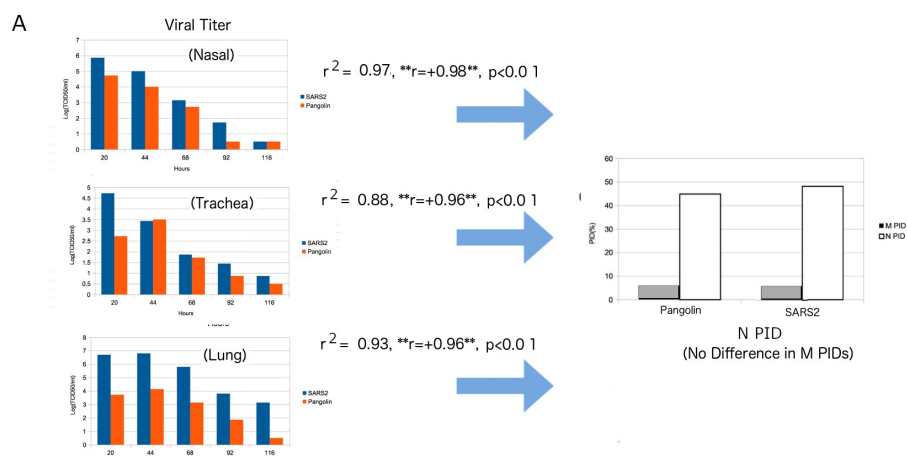 A
Viral Titer
(Nasal)
7
6
5
4
3
2
1
0
Log(TCID50/ml)
20 44 68 92 116
Hours
SARS2
Pangolin
r 2 = 0.97, **r=+0.98**, p<0.0 1
(Trachea)
5
4.5
4
3.5
3
2.5
2
1.5
1
0.5
0
Log(TCID50/ml)
20 44 68 92 116
Hours
SARS2
Pangolin
r 2 = 0.88, **r=+0.96**, p<0.0 1
(Lung)
8
7
6
5
4
3
2
1
0
Log(TCID50/ml)
20 44 68 92 116
SARS2
Pangolin
r 2 = 0.93, **r=+0.96**, p<0.0 1
60
50
40
30
20
10
0
PID(%)
Pangolin SARS2
M PID
N PID
N PID
(No Difference in M PIDs)